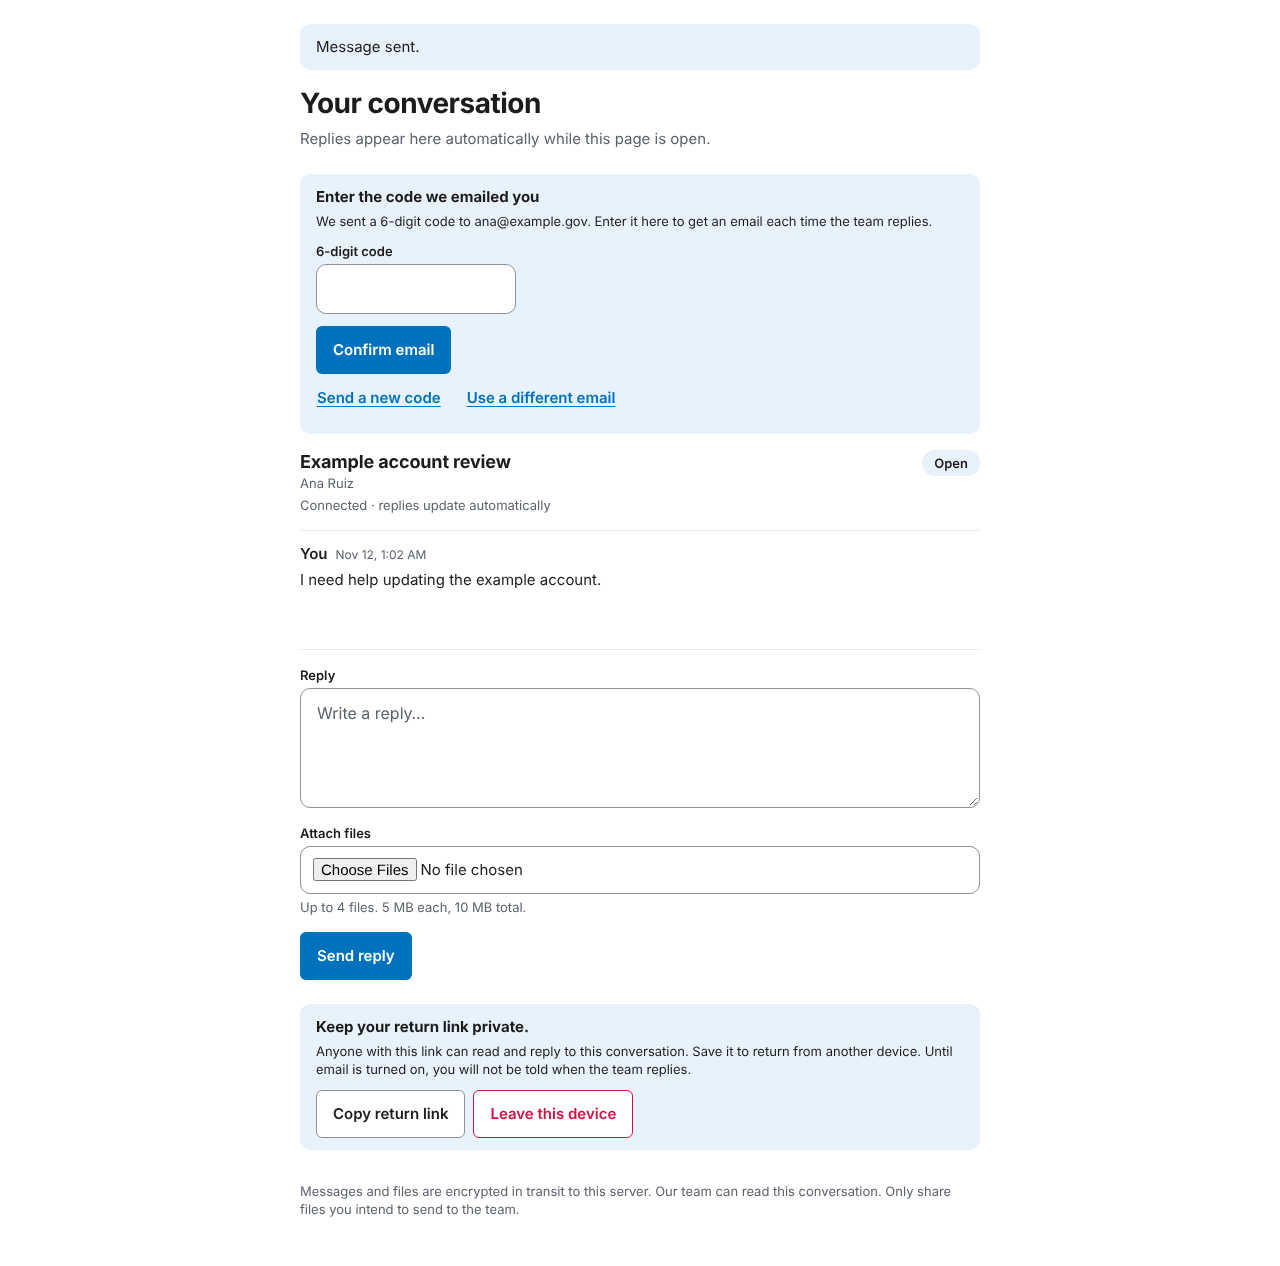 Message sent.
Your conversation
Replies appear here automatically while this page is open.
Enter the code we emailed you
We sent a 6-digit code to ana@example.gov. Enter it here to get an email each time the team replies.
6-digit code
Confirm email
Send a new code Use a different email
Example account review Open
Ana Ruiz
Connected · replies update automatically
You Nov 12, 1:02 AM
I need help updating the example account.
Reply
Write a reply...
Attach files
Choose Files No file chosen
Up to 4 files. 5 MB each, 10 MB total.
Send reply
Keep your return link private.
Anyone with this link can read and reply to this conversation. Save it to return from another device. Until
email is turned on, you will not be told when the team replies.
Copy return link Leave this device
Messages and files are encrypted in transit to this server. Our team can read this conversation. Only share
files you intend to send to the team.